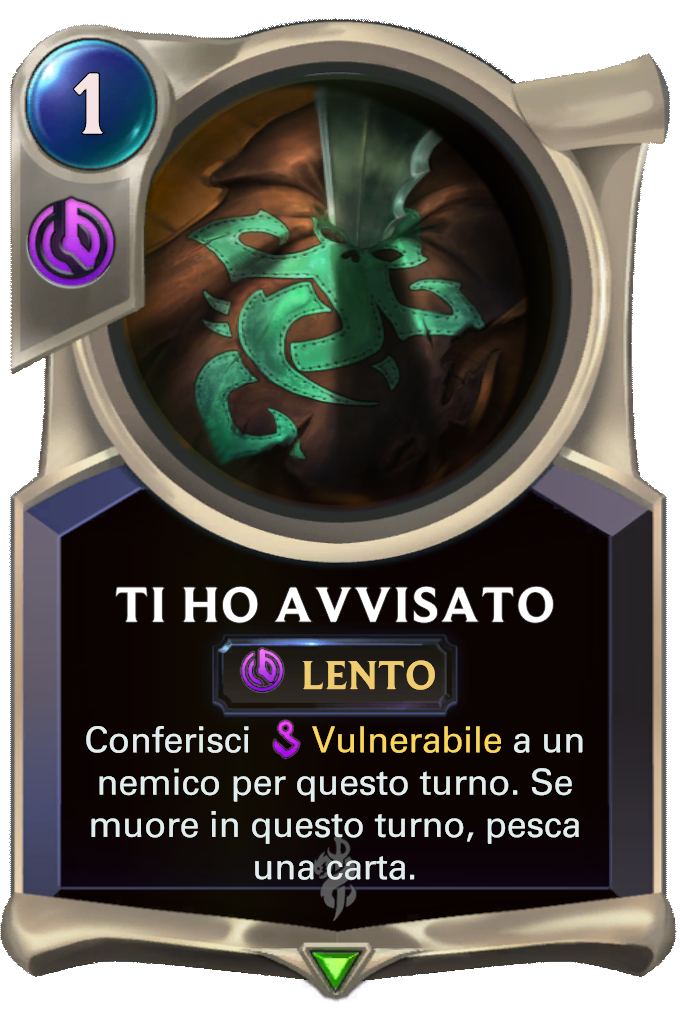 1
TI HO AVVISATO
LENTO
Conferisci Vulnerabile a un
nemico per questo turno. Se
muore in questo turno, pesca
una carta.